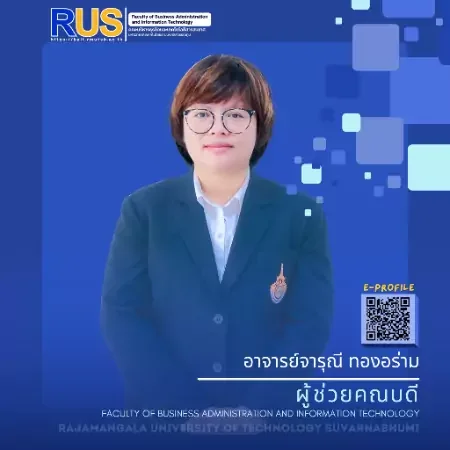 RUS
Faculty of Business Administration
and Information Technology
E-PROFILE
อาจารย์จารุณี ทองอร่าม
ผู้ช่วยคณบดี
FACULTY OF BUSINESS ADMINISTRATION AND INFORMATION TECHNOLOGY
RAJAMANGALA UNIVERSITY OF TECHNOLOGY SUVARNABHUMI